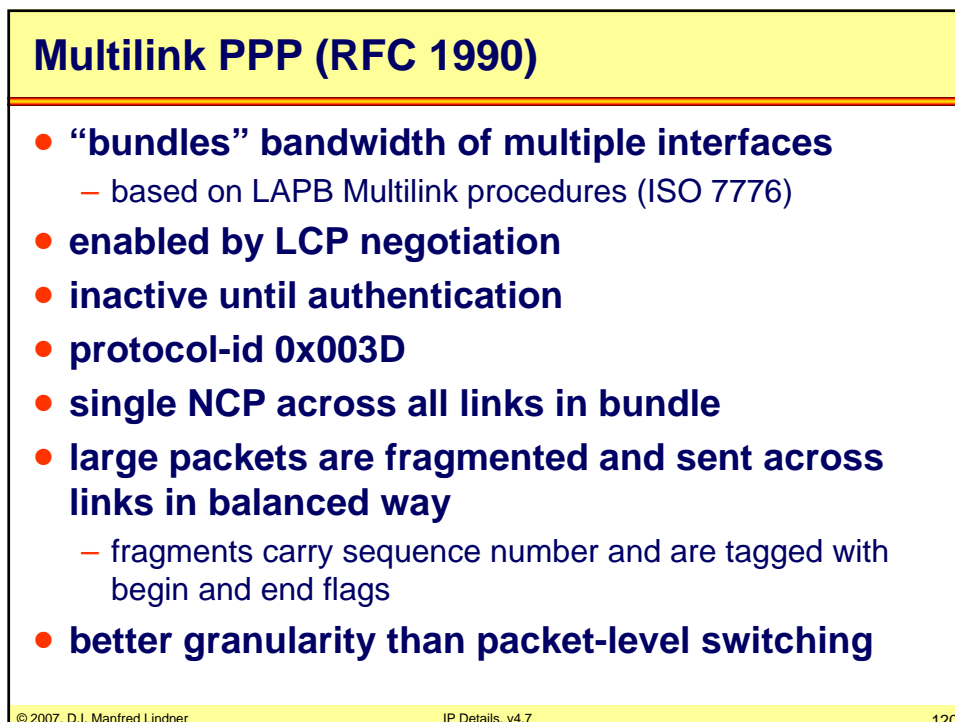 Multilink PPP (RFC 1990)
• “bundles” bandwidth of multiple interfaces
– based on LAPB Multilink procedures (ISO 7776)
• enabled by LCP negotiation
• inactive until authentication
• protocol-id 0x003D
• single NCP across all links in bundle
• large packets are fragmented and sent across
links in balanced way
– fragments carry sequence number and are tagged with
begin and end flags
• better granularity than packet-level switching
© 2007, D.I. Manfred Lindner
IP Details, v4.7
120